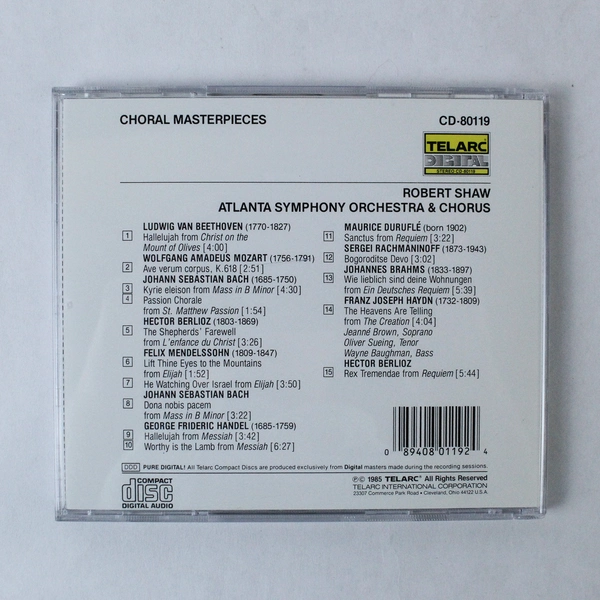 CHORAL MASTERPIECES
CD-80119
TELARC
DIGITAL
STEREO CD-80119
ROBERT SHAW
ATLANTA SYMPHONY ORCHESTRA & CHORUS
LUDWIG VAN BEETHOVEN (1770-1827)
1 Hallelujah from Christ on the
Mount of Olives [4:00]
WOLFGANG AMADEUS MOZART (1756-1791)
2 Ave verum corpus, K.618 [2:51]
JOHANN SEBASTIAN BACH (1685-1750)
3 Kyrie eleison from Mass in B Minor [4:30]
4 Passion Chorale
from St. Matthew Passion [1:54]
HECTOR BERLIOZ (1803-1869)
5 The Shepherds' Farewell
from L'enfance du Christ [3:26]
FELIX MENDELSSOHN (1809-1847)
6 Lift Thine Eyes to the Mountains
from Elijah [1:52]
7 He Watching Over Israel from Elijah [3:50]
JOHANN SEBASTIAN BACH
8 Dona nobis pacem
from Mass in B Minor [3:22]
GEORGE FRIDERIC HANDEL (1685-1759)
9 Hallelujah from Messiah [3:42]
10 Worthy is the Lamb from Messiah [6:27]
MAURICE DURUFLÉ (born 1902)
11 Sanctus from Requiem [3:22]
SERGEI RACHMANINOFF (1873-1943)
12 Bogoroditse Devo [3:02]
JOHANNES BRAHMS (1833-1897)
13 Wie lieblich sind deine Wohnungen
from Ein Deutsches Requiem [5:39]
FRANZ JOSEPH HAYDN (1732-1809)
14 The Heavens Are Telling
from The Creation [4:04]
Jeanné Brown, Soprano
Oliver Sueing, Tenor
Wayne Baughman, Bass
HECTOR BERLIOZ
15 Rex Tremendae from Requiem [5:44]
0 89408 01192 4
DDD PURE DIGITAL! All Telarc Compact Discs are produced exclusively from Digital masters made during the recording sessions.
COMPACT
disc
DIGITAL AUDIO
℗© 1985 TELARC® All Rights Reserved
TELARC INTERNATIONAL CORPORATION
23307 Commerce Park Road • Cleveland, Ohio 44122 U.S.A.